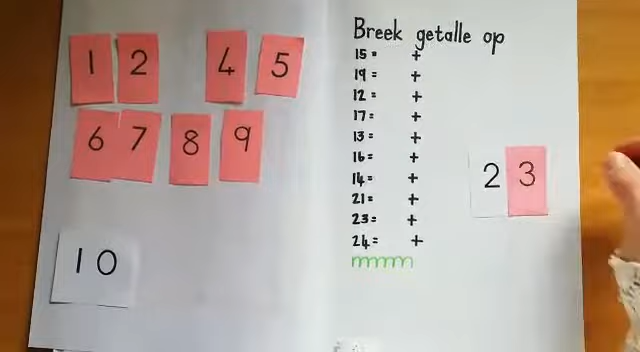 1 2 4 5
6 7 8 9
10
Breek getalle op
15 = +
19 = +
12 = +
17 = +
13 = +
16 = +
14 = +
21 = +
23 = +
24 = +
2 3